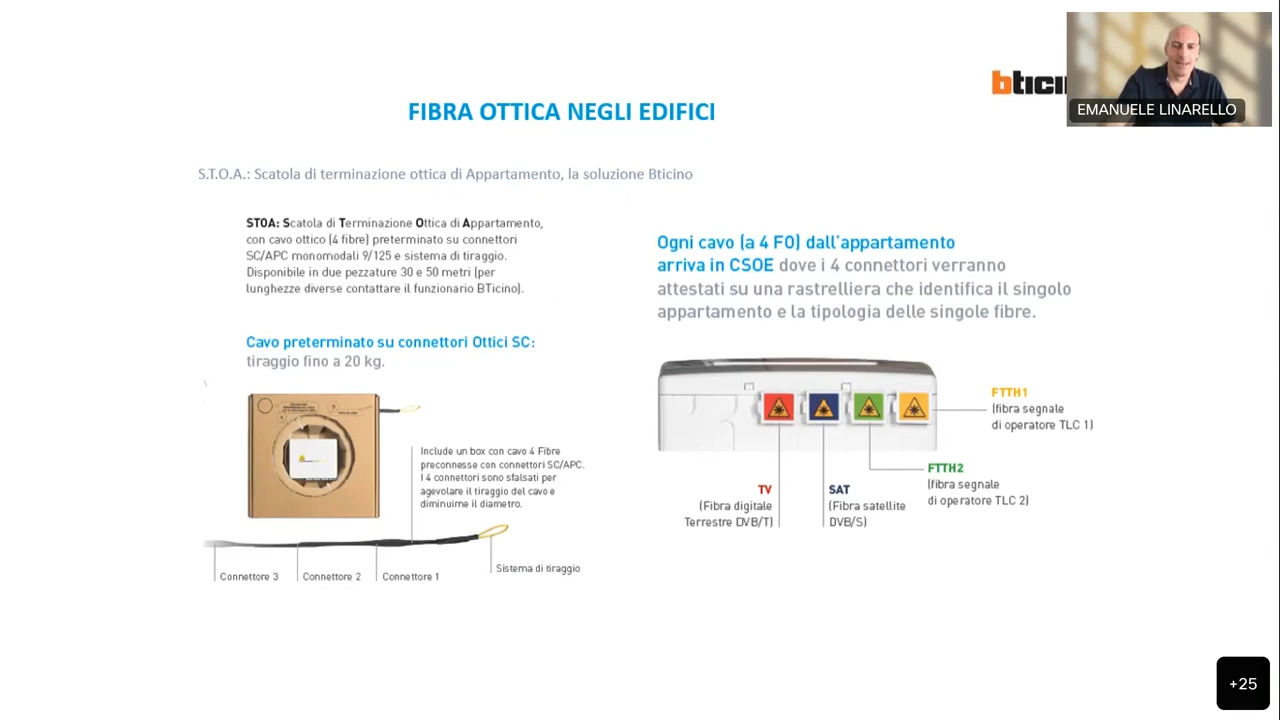 bticin
EMANUELE LINARELLO
FIBRA OTTICA NEGLI EDIFICI
S.T.O.A.: Scatola di terminazione ottica di Appartamento, la soluzione Bticino
STOA: Scatola di Terminazione Ottica di Appartamento,
con cavo ottico (4 fibre) preterminato su connettori
SC/APC monomodali 9/125 e sistema di tiraggio.
Disponibile in due pezzature 30 e 50 metri (per
lunghezze diverse contattare il funzionario BTicino).
Cavo preterminato su connettori Ottici SC:
tiraggio fino a 20 kg.
Include un box con cavo 4 Fibre
preconnesse con connettori SC/APC.
I 4 connettori sono sfalsati per
agevolare il tiraggio del cavo e
diminuirne il diametro.
Connettore 3
Connettore 2
Connettore 1
Sistema di tiraggio
Ogni cavo (a 4 FO) dall'appartamento
arriva in CSOE dove i 4 connettori verranno
attestati su una rastrelliera che identifica il singolo
appartamento e la tipologia delle singole fibre.
FTTH1
(fibra segnale
di operatore TLC 1)
FTTH2
(fibra segnale
di operatore TLC 2)
TV
(Fibra digitale
Terrestre DVB/T)
SAT
(Fibra satellite
DVB/S)
+25